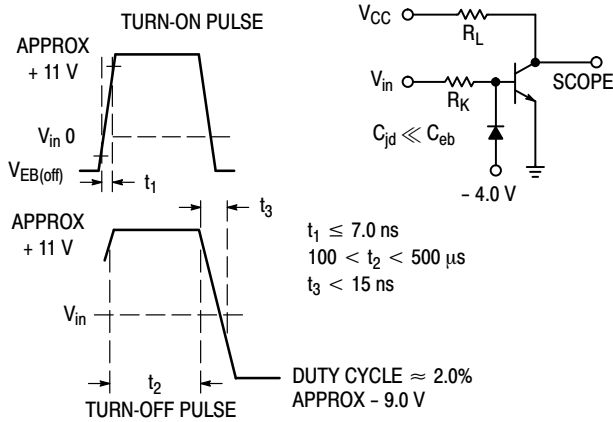 TURN-ON PULSE
APPROX
+ 11 V
V_in 0
V_EB(off)
t_1
t_3
APPROX
+ 11 V
V_in
t_2
TURN-OFF PULSE
V_CC
R_L
V_in
R_K
SCOPE
C_jd ≪ C_eb
– 4.0 V
t_1 ≤ 7.0 ns
100 < t_2 < 500 μs
t_3 < 15 ns
DUTY CYCLE ≈ 2.0%
APPROX – 9.0 V